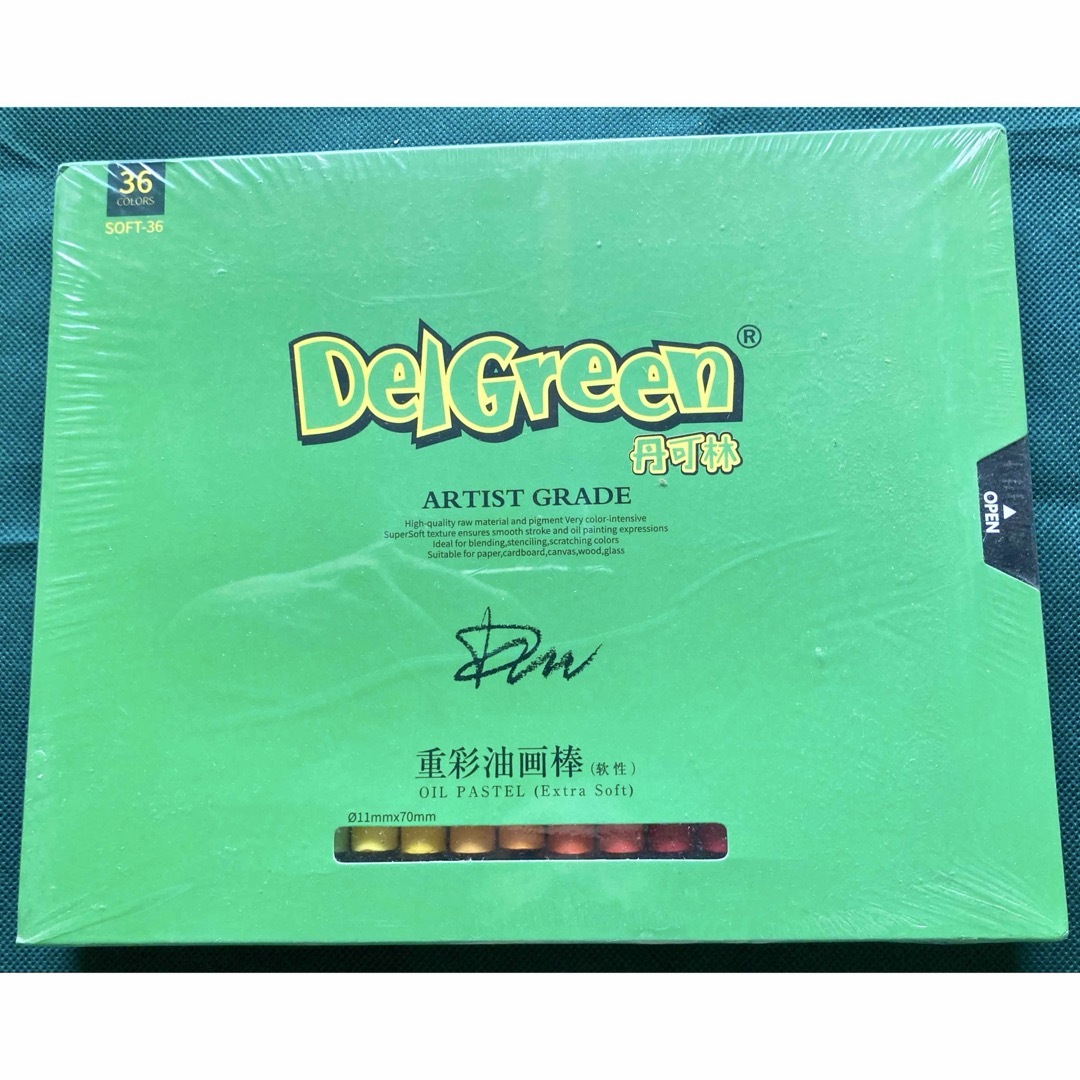 36
COLORS
SOFT-36
DelGreen®
丹可林
ARTIST GRADE
High-quality raw material and pigment Very color-intensive
SuperSoft texture ensures smooth stroke and oil painting expressions
Ideal for blending,stenciling,scratching colors
Suitable for paper,cardboard,canvas,wood,glass
OPEN
重彩油画棒(软性)
OIL PASTEL (Extra Soft)
Ø11mmx70mm